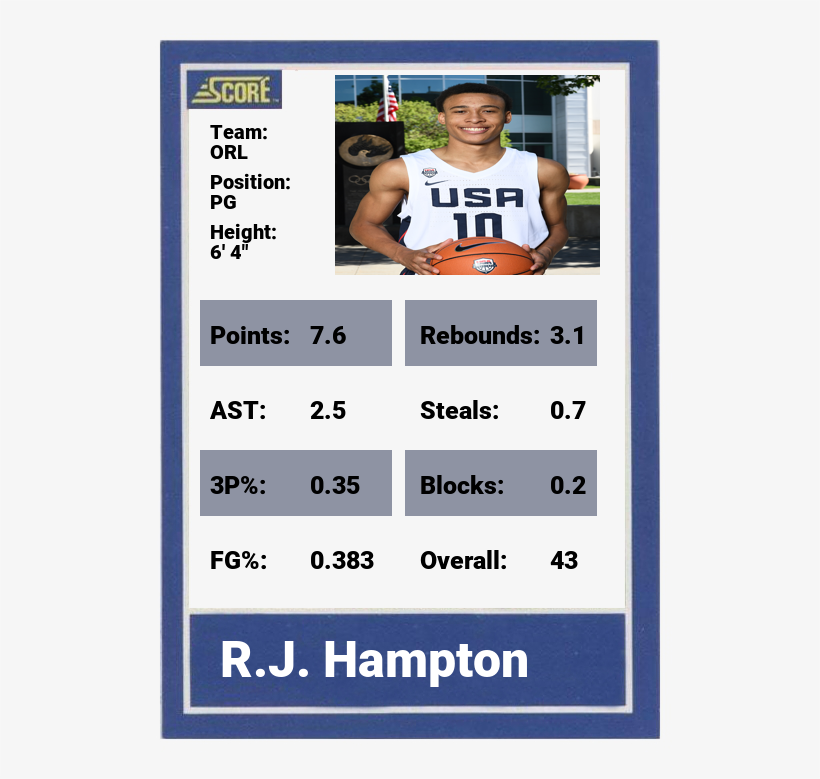 SCORE
Team:
ORL
Position:
PG
Height:
6' 4"
USA
10
Points: 7.6 Rebounds: 3.1
AST: 2.5 Steals: 0.7
3P%: 0.35 Blocks: 0.2
FG%: 0.383 Overall: 43
R.J. Hampton